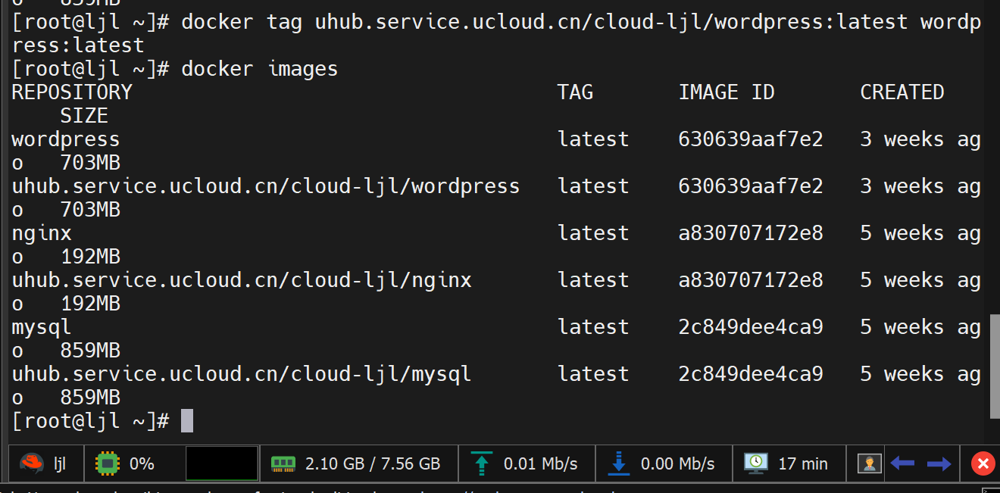 o 859MB
[root@ljl ~]# docker tag uhub.service.ucloud.cn/cloud-ljl/wordpress:latest wordp
ress:latest
[root@ljl ~]# docker images
REPOSITORY TAG IMAGE ID CREATED
SIZE
wordpress latest 630639aaf7e2 3 weeks ag
o 703MB
uhub.service.ucloud.cn/cloud-ljl/wordpress latest 630639aaf7e2 3 weeks ag
o 703MB
nginx latest a830707172e8 5 weeks ag
o 192MB
uhub.service.ucloud.cn/cloud-ljl/nginx latest a830707172e8 5 weeks ag
o 192MB
mysql latest 2c849dee4ca9 5 weeks ag
o 859MB
uhub.service.ucloud.cn/cloud-ljl/mysql latest 2c849dee4ca9 5 weeks ag
o 859MB
[root@ljl ~]#
ljl 0% 2.10 GB / 7.56 GB 0.01 Mb/s 0.00 Mb/s 17 min